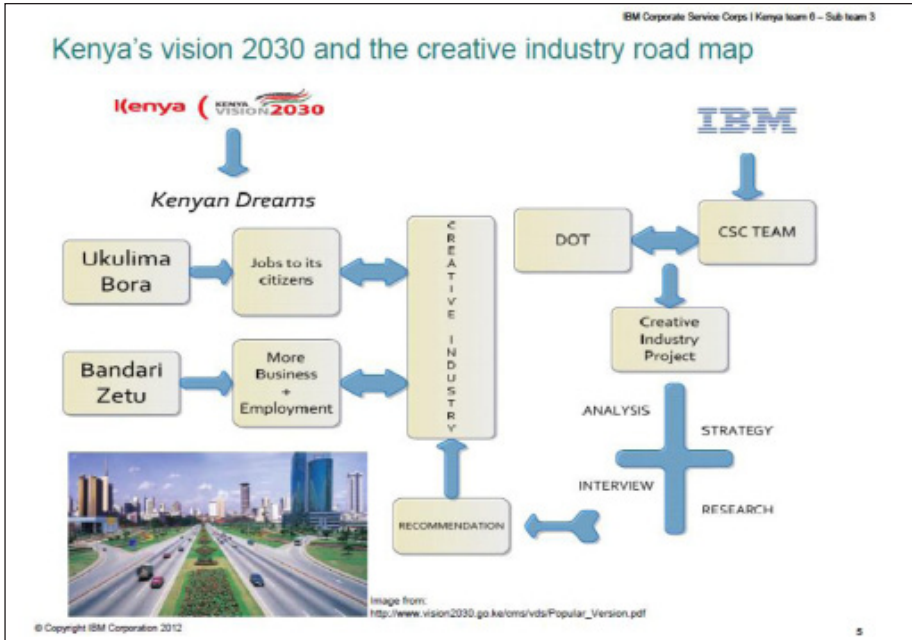 IBM Corporate Service Corps | Kenya team 6 – Sub team 3
Kenya's vision 2030 and the creative industry road map
Kenya
KENYA
VISION 2030
IBM
Kenyan Dreams
Ukulima
Bora
Jobs to its
citizens
Bandari
Zetu
More
Business
+
Employment
CREATIVE INDUSTRY
DOT
CSC TEAM
Creative
Industry
Project
ANALYSIS
STRATEGY
INTERVIEW
RESEARCH
RECOMMENDATION
Image from:
http://www.vision2030.go.ke/cms/vds/Popular_Version.pdf
© Copyright IBM Corporation 2012
5